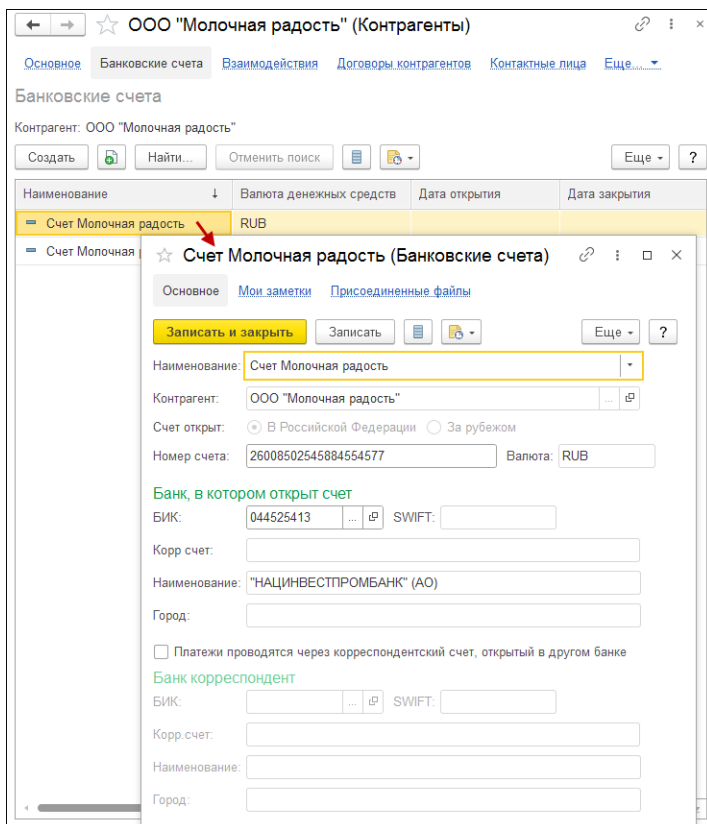 ООО "Молочная радость" (Контрагенты)
Основное Банковские счета Взаимодействия Договоры контрагентов Контактные лица Еще...
Банковские счета
Контрагент: ООО "Молочная радость"
Создать Найти... Отменить поиск Еще ?
Наименование ↓ Валюта денежных средств Дата открытия Дата закрытия
Счет Молочная радость RUB
Счет Молочная
Счет Молочная радость (Банковские счета)
Основное Мои заметки Присоединенные файлы
Записать и закрыть Записать Еще ?
Наименование: Счет Молочная радость
Контрагент: ООО "Молочная радость"
Счет открыт: В Российской Федерации За рубежом
Номер счета: 26008502545884554577 Валюта: RUB
Банк, в котором открыт счет
БИК: 044525413 ... SWIFT:
Корр счет:
Наименование: "НАЦИНВЕСТПРОМБАНК" (АО)
Город:
Платежи проводятся через корреспондентский счет, открытый в другом банке
Банк корреспондент
БИК: ... SWIFT:
Корр.счет:
Наименование:
Город: